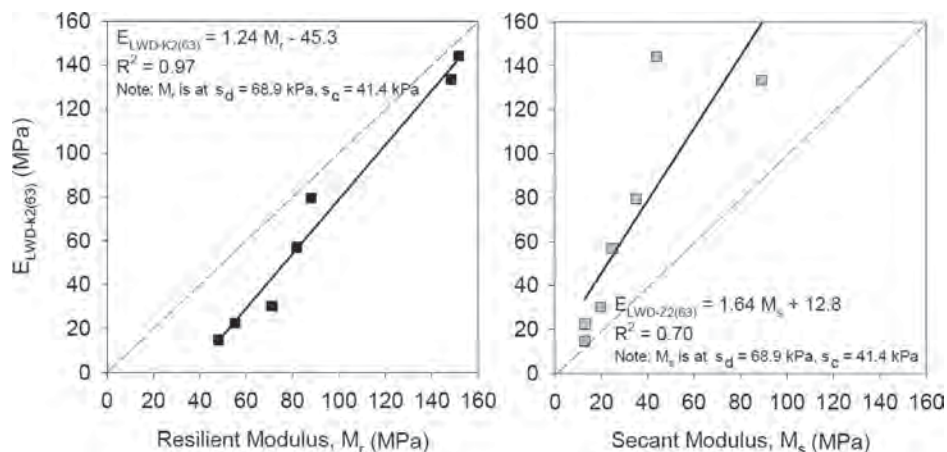 160
140
120
100
80
60
40
20
0
E_LWD-k2(63) (MPa)
E_LWD-K2(63) = 1.24 M_r - 45.3
R² = 0.97
Note: M_r is at s_d = 68.9 kPa, s_c = 41.4 kPa
0 20 40 60 80 100 120 140 160
Resilient Modulus, M_r (MPa)
160
140
120
100
80
60
40
20
0
E_LWD-Z2(63) = 1.64 M_s + 12.8
R² = 0.70
Note: M_s is at s_d = 68.9 kPa, s_c = 41.4 kPa
0 20 40 60 80 100 120 140 160
Secant Modulus, M_s (MPa)